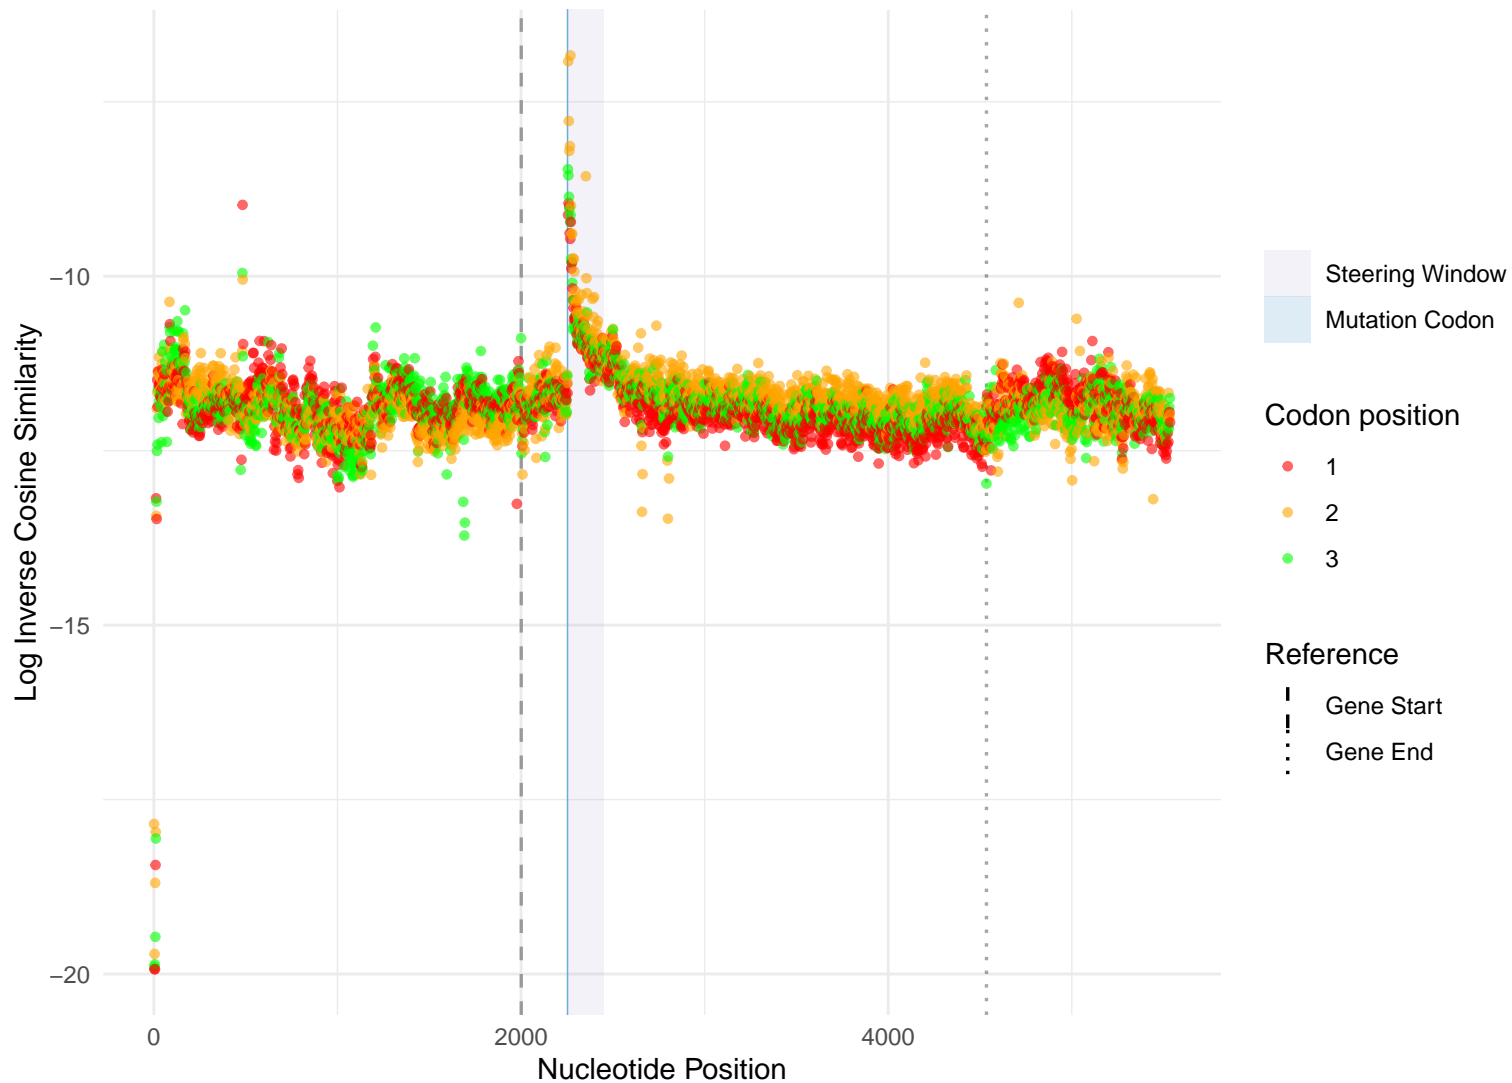 Log Inverse Cosine Similarity
−10
−15
−20
0
2000
4000
Nucleotide Position
Steering Window
Mutation Codon
Codon position
1
2
3
Reference
Gene Start
Gene End